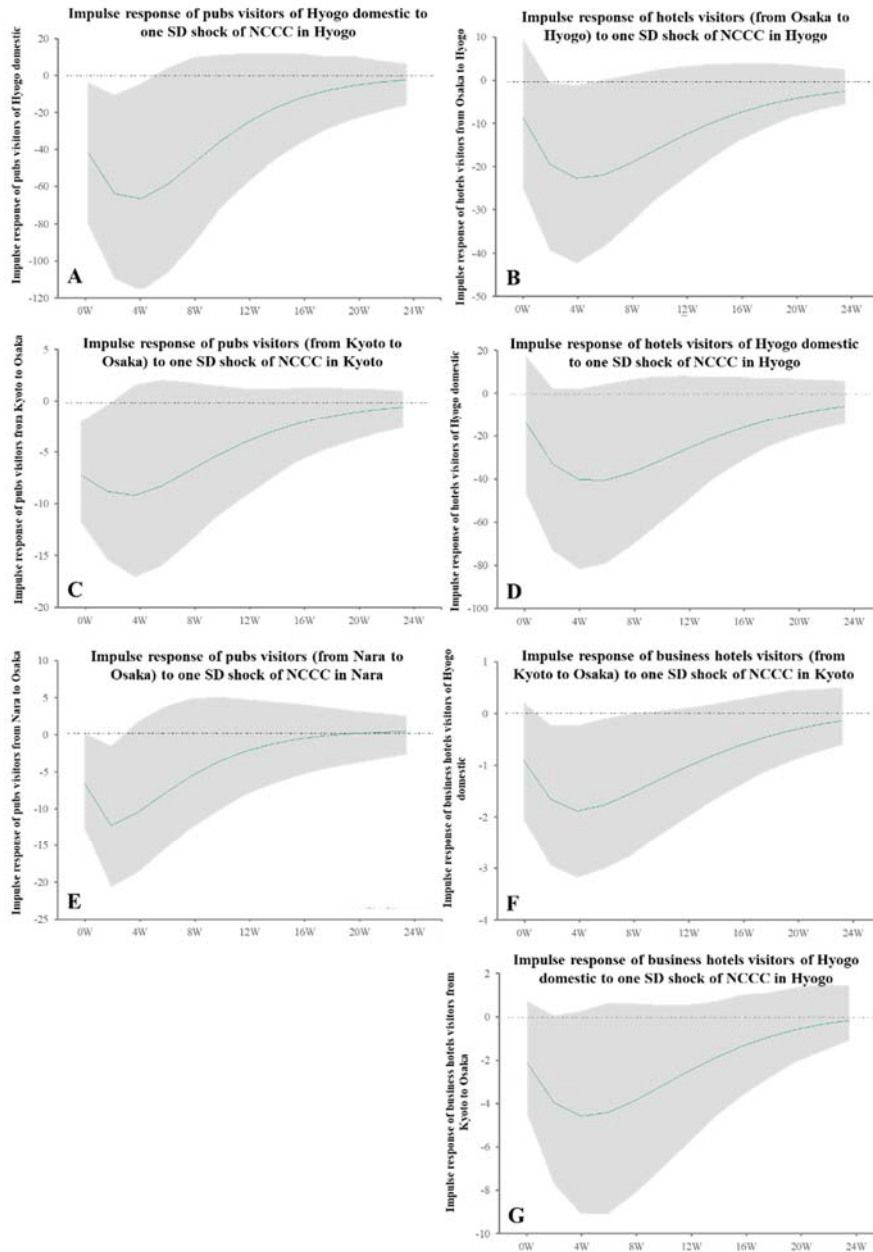 Impulse response of pubs visitors of Hyogo domestic to
one SD shock of NCCC in Hyogo
Impulse response of pubs visitors of Hyogo domestic
20
0
-20
-40
-60
-80
-100
-120
A
0W 4W 8W 12W 16W 20W 24W
Impulse response of hotels visitors (from Osaka to
Hyogo) to one SD shock of NCCC in Hyogo
Impulse response of hotels visitors from Osaka to Hyogo
10
0
-10
-20
-30
-40
-50
B
0W 4W 8W 12W 16W 20W 24W
Impulse response of pubs visitors (from Kyoto to
Osaka) to one SD shock of NCCC in Kyoto
Impulse response of pubs visitors from Kyoto to Osaka
5
0
-5
-10
-15
-20
C
0W 4W 8W 12W 16W 20W 24W
Impulse response of hotels visitors of Hyogo domestic
to one SD shock of NCCC in Hyogo
Impulse response of hotels visitors of Hyogo domestic
20
0
-20
-40
-60
-80
-100
D
0W 4W 8W 12W 16W 20W 24W
Impulse response of pubs visitors (from Nara to
Osaka) to one SD shock of NCCC in Nara
Impulse response of pubs visitors from Nara to Osaka
10
5
0
-5
-10
-15
-20
-25
E
0W 4W 8W 12W 16W 20W 24W
Impulse response of business hotels visitors
(from Kyoto to Osaka) to one SD shock of NCCC in Kyoto
Impulse response of business hotels visitors of Hyogo
domestic
1
0
-1
-2
-3
-4
F
0W 4W 8W 12W 16W 20W 24W
Impulse response of business hotels visitors of Hyogo
domestic to one SD shock of NCCC in Hyogo
Impulse response of business hotels visitors from
Kyoto to Osaka
2
0
-2
-4
-6
-8
-10
G
0W 4W 8W 12W 16W 20W 24W